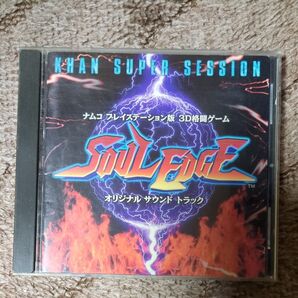 KHAN SUPER SESSION
ナムコ プレイステーション版 3D格闘ゲーム
SOUL EDGE
TM
オリジナル サウンド トラック